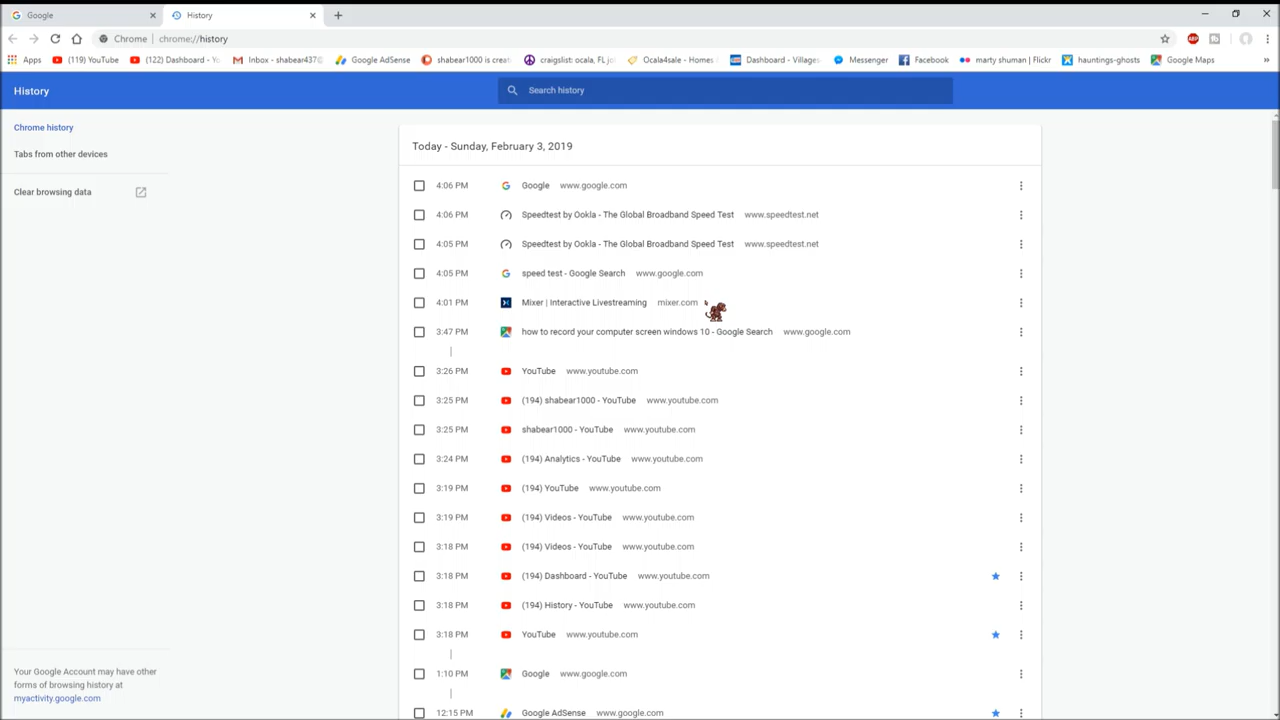 Google
History
Chrome chrome://history
Apps (119) YouTube (122) Dashboard - Yo Inbox - shabear437@ Google AdSense shabear1000 is creat craigslist: ocala, FL jo Ocala4sale - Homes Dashboard - Villages Messenger Facebook marty shuman | Flickr hauntings-ghosts Google Maps
History
Search history
Chrome history
Tabs from other devices
Clear browsing data
Today - Sunday, February 3, 2019
4:06 PM Google www.google.com
4:06 PM Speedtest by Ookla - The Global Broadband Speed Test www.speedtest.net
4:05 PM Speedtest by Ookla - The Global Broadband Speed Test www.speedtest.net
4:05 PM speed test - Google Search www.google.com
4:01 PM Mixer | Interactive Livestreaming mixer.com
3:47 PM how to record your computer screen windows 10 - Google Search www.google.com
3:26 PM YouTube www.youtube.com
3:25 PM (194) shabear1000 - YouTube www.youtube.com
3:25 PM shabear1000 - YouTube www.youtube.com
3:24 PM (194) Analytics - YouTube www.youtube.com
3:19 PM (194) YouTube www.youtube.com
3:19 PM (194) Videos - YouTube www.youtube.com
3:18 PM (194) Videos - YouTube www.youtube.com
3:18 PM (194) Dashboard - YouTube www.youtube.com
3:18 PM (194) History - YouTube www.youtube.com
3:18 PM YouTube www.youtube.com
1:10 PM Google www.google.com
12:15 PM Google AdSense www.google.com
Your Google Account may have other
forms of browsing history at
myactivity.google.com